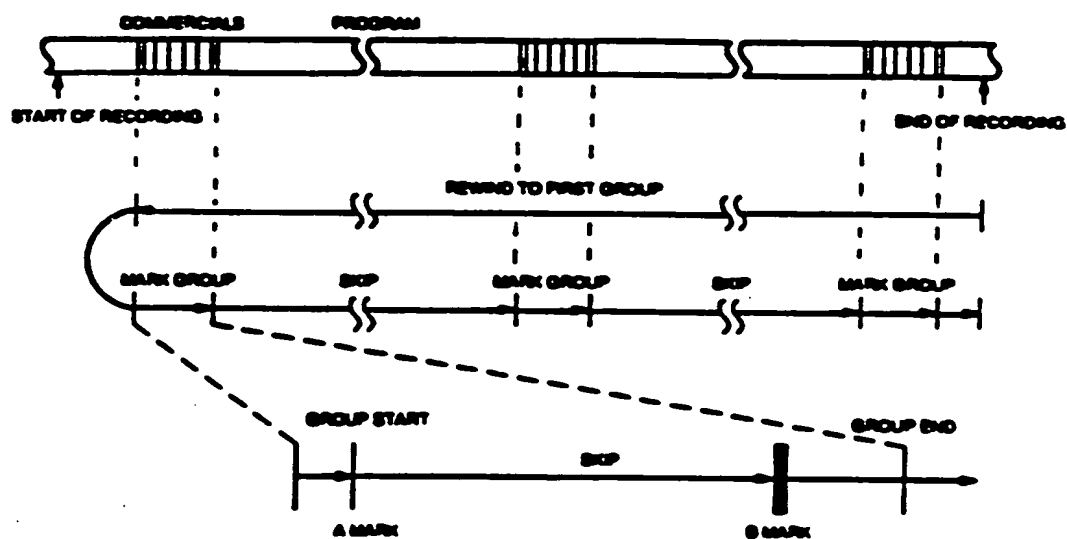 COMMERCIALS PROGRAM
START OF RECORDING END OF RECORDING
REWIND TO FIRST GROUP
MARK GROUP SKIP MARK GROUP SKIP MARK GROUP
GROUP START GROUP END
SKIP
A MARK B MARK